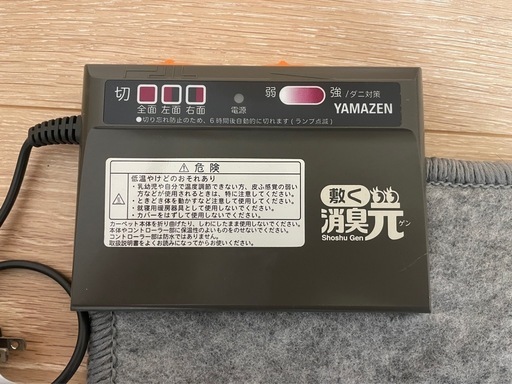 切
全面 左面 右面
電源
弱 強/ダニ対策
YAMAZEN
●切り忘れ防止のため、6時間後自動的に切れます(ランプ点滅)
⚠危険
低温やけどのおそれあり
・乳幼児や自分で温度調節できない方、皮ふ感覚の弱い
方などが使用されるときは、特に注意してください。
・ときどき体を動かすなど注意して使用してください。
・就寝用暖房器具として使用しないでください。
・カバーをはずして使用しないでください。
カーペット本体を折り曲げたり、しわにしたまま使用しないでください。
本体やコントローラー部に保温性のよいものをのせないでください。
コントローラー部は防水ではありません。
取扱説明書をよくお読みになってからお使いください。
敷く
消臭元
ゲン
Shoshu Gen